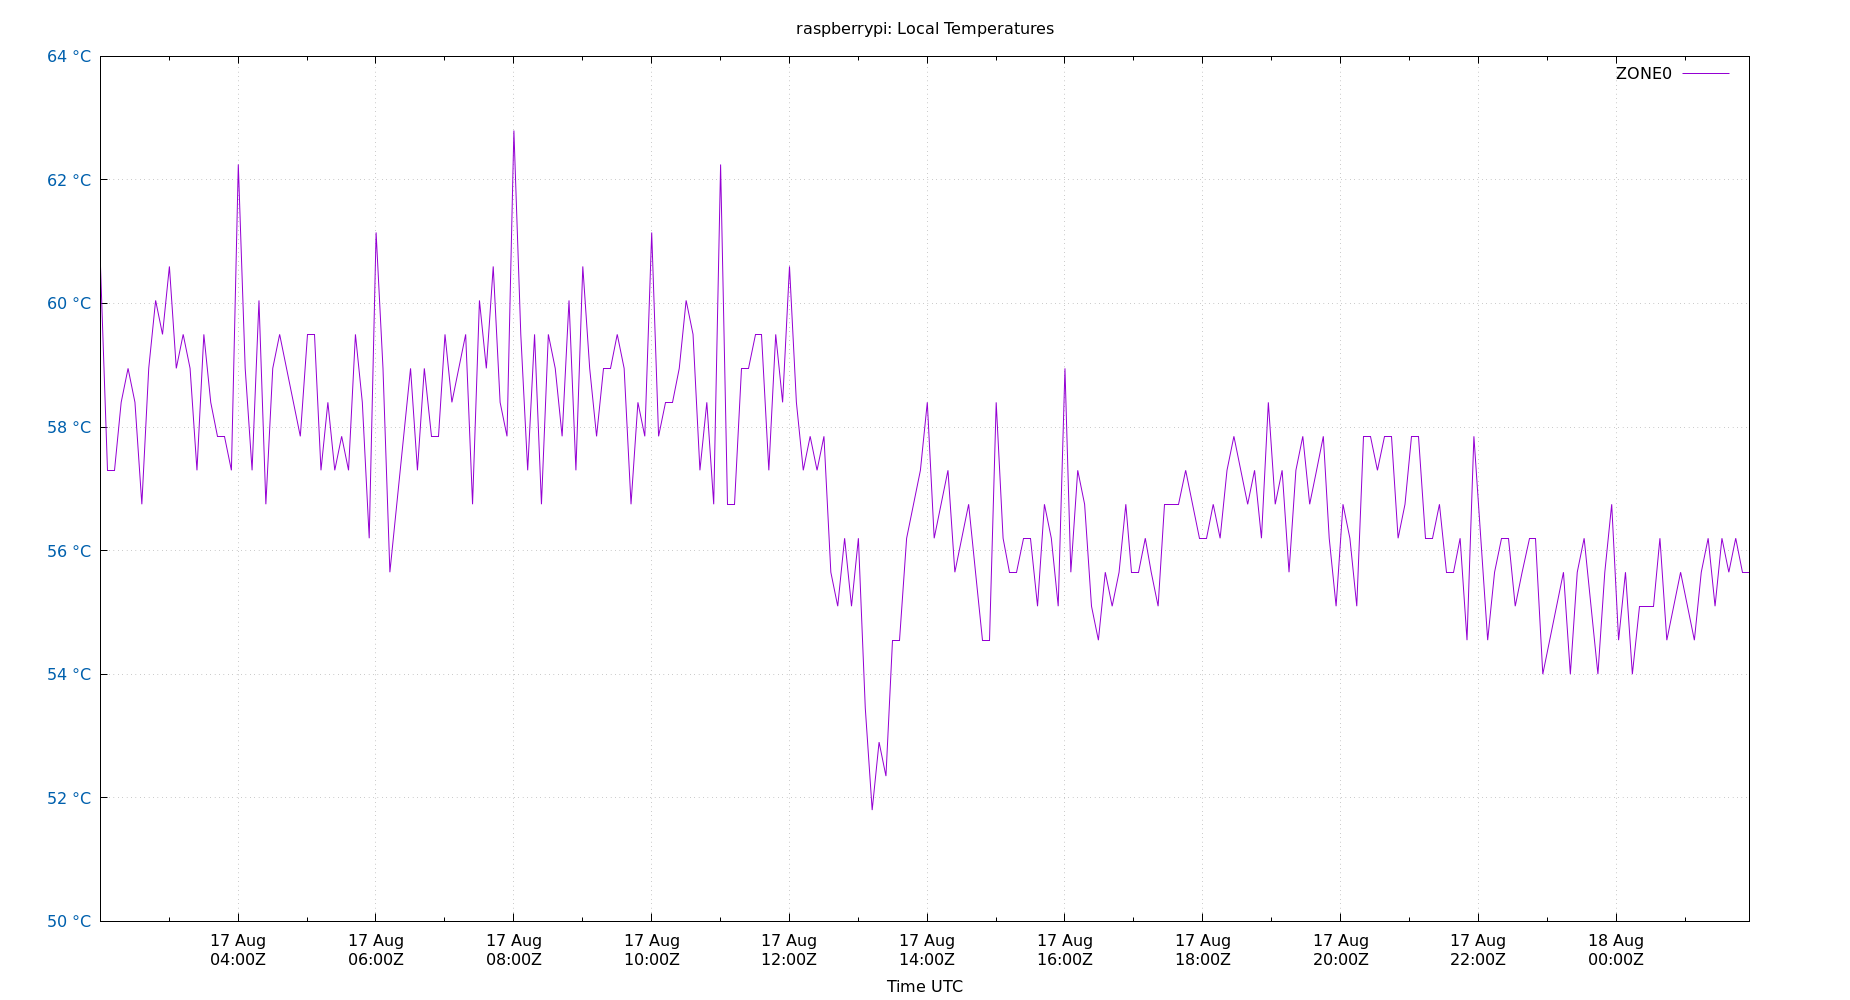 raspberrypi: Local Temperatures
64 °C
ZONE0
62 °C
60 °C
58 °C
56 °C
54 °C
52 °C
50 °C
17 Aug 17 Aug 17 Aug 17 Aug 17 Aug 17 Aug 17 Aug 17 Aug 17 Aug 17 Aug 18 Aug
04:00Z 06:00Z 08:00Z 10:00Z 12:00Z 14:00Z 16:00Z 18:00Z 20:00Z 22:00Z 00:00Z
Time UTC